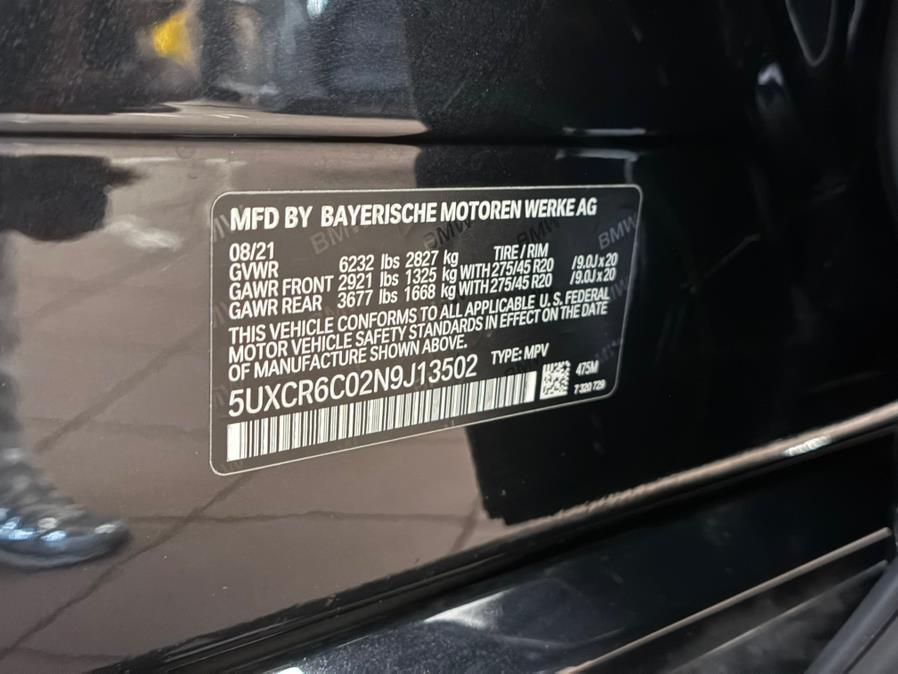 MFD BY BAYERISCHE MOTOREN WERKE AG
08/21 TIRE / RIM
GVWR 6232 lbs 2827 kg
GAWR FRONT 2921 lbs 1325 kg WITH 275/45 R20 /9.0J x 20
GAWR REAR 3677 lbs 1668 kg WITH 275/45 R20 /9.0J x 20
THIS VEHICLE CONFORMS TO ALL APPLICABLE U.S. FEDERAL
MOTOR VEHICLE SAFETY STANDARDS IN EFFECT ON THE DATE
OF MANUFACTURE SHOWN ABOVE.
TYPE: MPV
5UXCR6C02N9J13502
475M
7 320 729